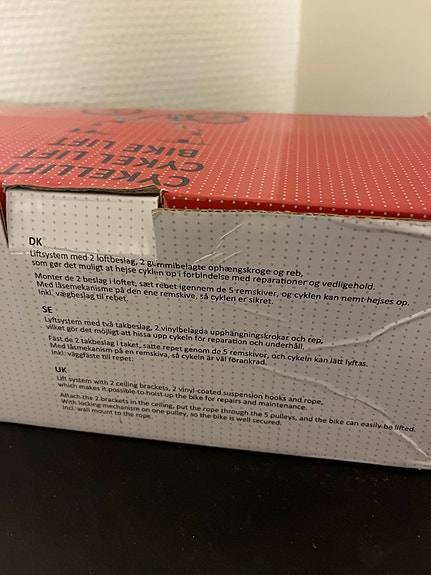 CYKELLIFT
CYKEL LIFT
BIKE LIFT
DK
Liftsystem med 2 loftbeslag, 2 gummibelagte ophængskroge og reb,
som gør det muligt at hejse cyklen op i forbindelse med reparationer og vedligehold.
Monter de 2 beslag i loftet, sæt rebet igennem de 5 remskiver, og cyklen kan nemt hejses op.
Med låsemekanisme på den ene remskive, så cyklen er sikret.
Inkl. vægbeslag til rebet.
SE
Lyftsystem med två takbeslag, 2 vinylbelagda upphängningskrokar och rep,
vilket gör det möjligt att hissa upp cykeln för reparation och underhåll.
Fäst de 2 takbeslag i taket, sätte repet genom de 5 remskivor, och cykeln kan lätt lyftas.
Med låsmekanism på en remskiva, så cykeln är väl förankrad.
Inkl. väggfäste till repet.
UK
Lift system with 2 ceiling brackets, 2 vinyl-coated suspension hooks and rope,
which makes it possible to hoist up the bike for repairs and maintenance.
Attach the 2 brackets in the ceiling, put the rope through the 5 pulleys, and the bike can easily be lifted.
With locking mechanism on one pulley, so the bike is well secured.
Incl. wall mount to the rope.